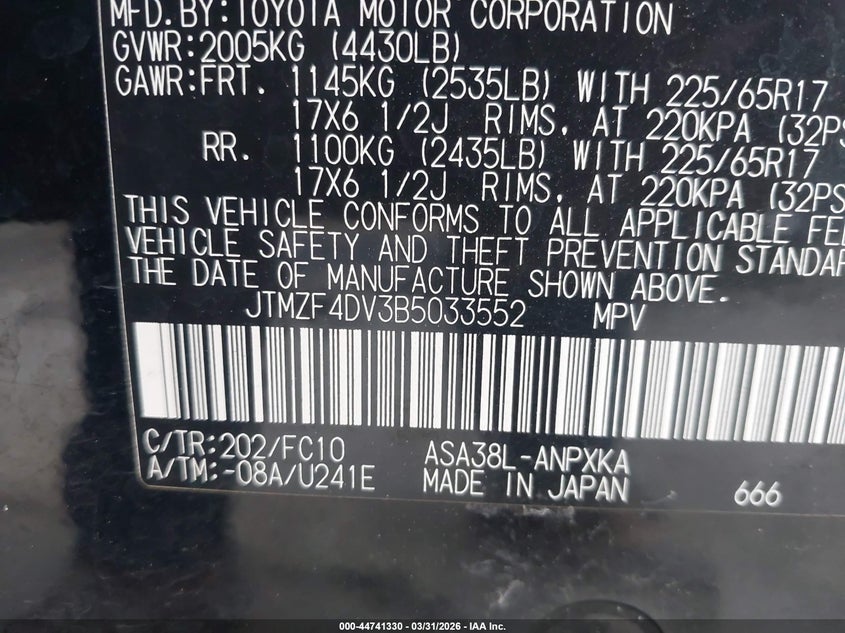 MFD.BY:TOYOTA MOTOR CORPORATION
GVWR:2005KG (4430LB)
GAWR:FRT. 1145KG (2535LB) WITH 225/65R17
17X6 1/2J RIMS, AT 220KPA (32PS
RR. 1100KG (2435LB) WITH 225/65R17
17X6 1/2J RIMS, AT 220KPA (32PS
THIS VEHICLE CONFORMS TO ALL APPLICABLE FE
VEHICLE SAFETY AND THEFT PREVENTION STANDAR
THE DATE OF MANUFACTURE SHOWN ABOVE.
JTMZF4DV3B5033552 MPV
C/TR:202/FC10 ASA38L-ANPXKA
A/TM:-08A/U241E MADE IN JAPAN 666
000-44741330 - 03/31/2026 - IAA Inc.